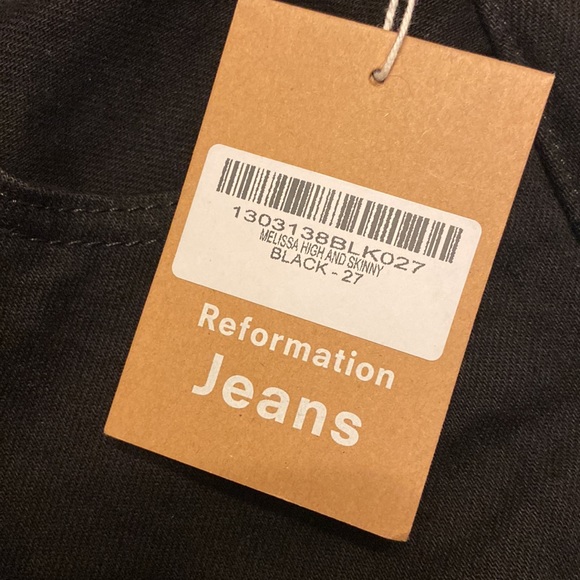 1303138BLK027
MELISSA HIGH AND SKINNY
BLACK - 27
Reformation
Jeans